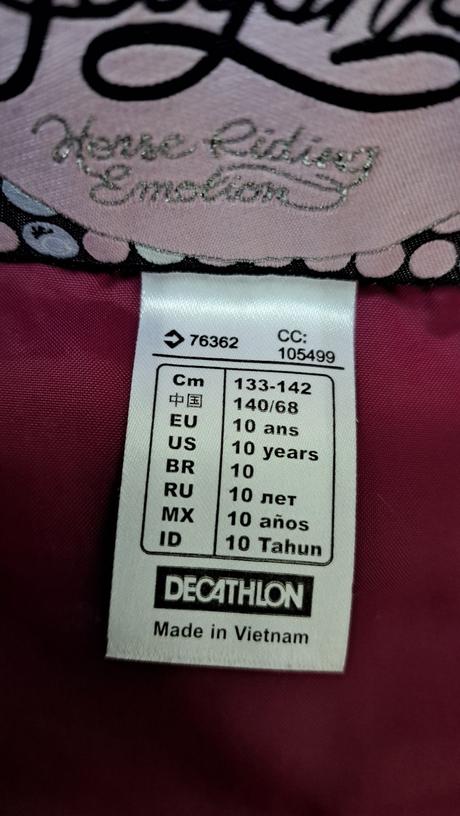 Horse Riding
Emotion
76362 CC: 105499
Cm 133-142
中国 140/68
EU 10 ans
US 10 years
BR 10
RU 10 лет
MX 10 años
ID 10 Tahun
DECATHLON
Made in Vietnam